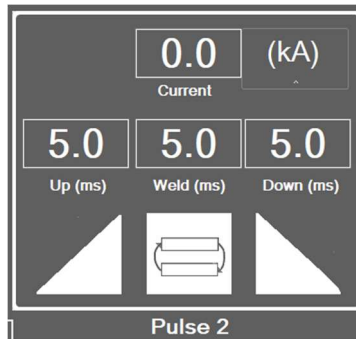 0.0 (kA)
Current
5.0 5.0 5.0
Up (ms) Weld (ms) Down (ms)
Pulse 2